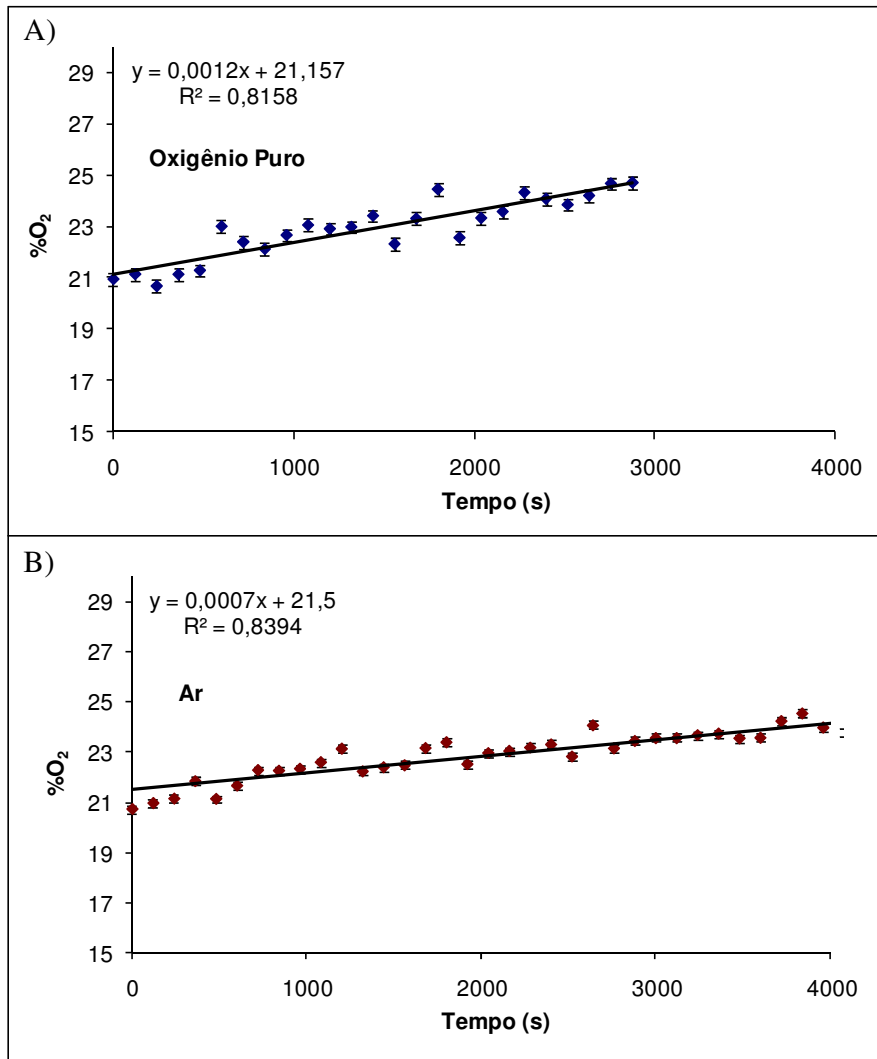 A)
y = 0,0012x + 21,157
R² = 0,8158
Oxigênio Puro
%O₂
29
27
25
23
21
19
17
15
0 1000 2000 3000 4000
Tempo (s)
B)
y = 0,0007x + 21,5
R² = 0,8394
Ar
%O₂
29
27
25
23
21
19
17
15
0 1000 2000 3000 4000
Tempo (s)